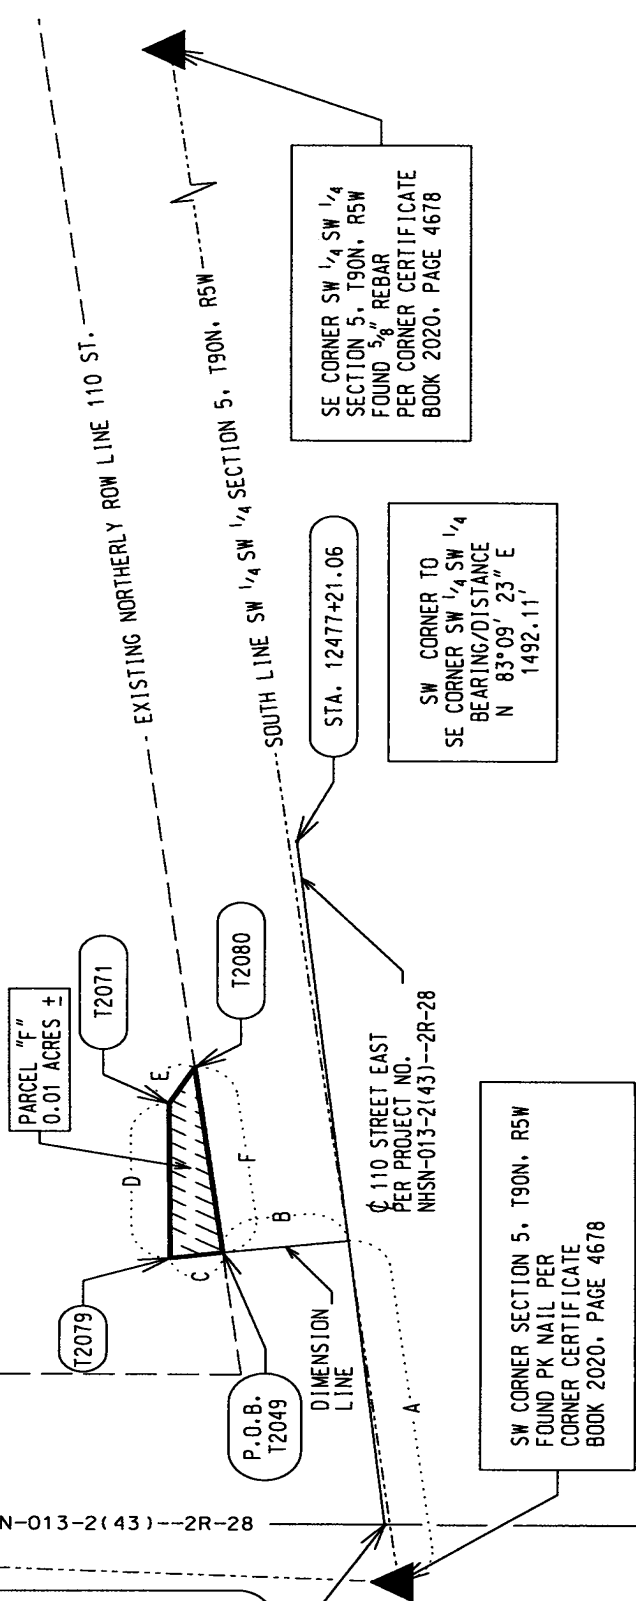 SE CORNER SW 1/4 SW 1/4
SECTION 5, T90N, R5W
FOUND 5/8" REBAR
PER CORNER CERTIFICATE
BOOK 2020, PAGE 4678
EXISTING NORTHERLY ROW LINE 110 ST.
SOUTH LINE SW 1/4 SW 1/4 SECTION 5, T90N, R5W
STA. 12477+21.06
SW CORNER TO
SE CORNER SW 1/4 SW 1/4
BEARING/DISTANCE
N 83°09' 23" E
1492.11'
PARCEL "F"
0.01 ACRES ±
T2071
T2080
E
D
F
C
B
A
T2079
P.O.B.
T2049
DIMENSION
LINE
℄ 110 STREET EAST
PER PROJECT NO.
NHSN-013-2(43)--2R-28
N-013-2(43)--2R-28
SW CORNER SECTION 5, T90N, R5W
FOUND PK NAIL PER
CORNER CERTIFICATE
BOOK 2020, PAGE 4678